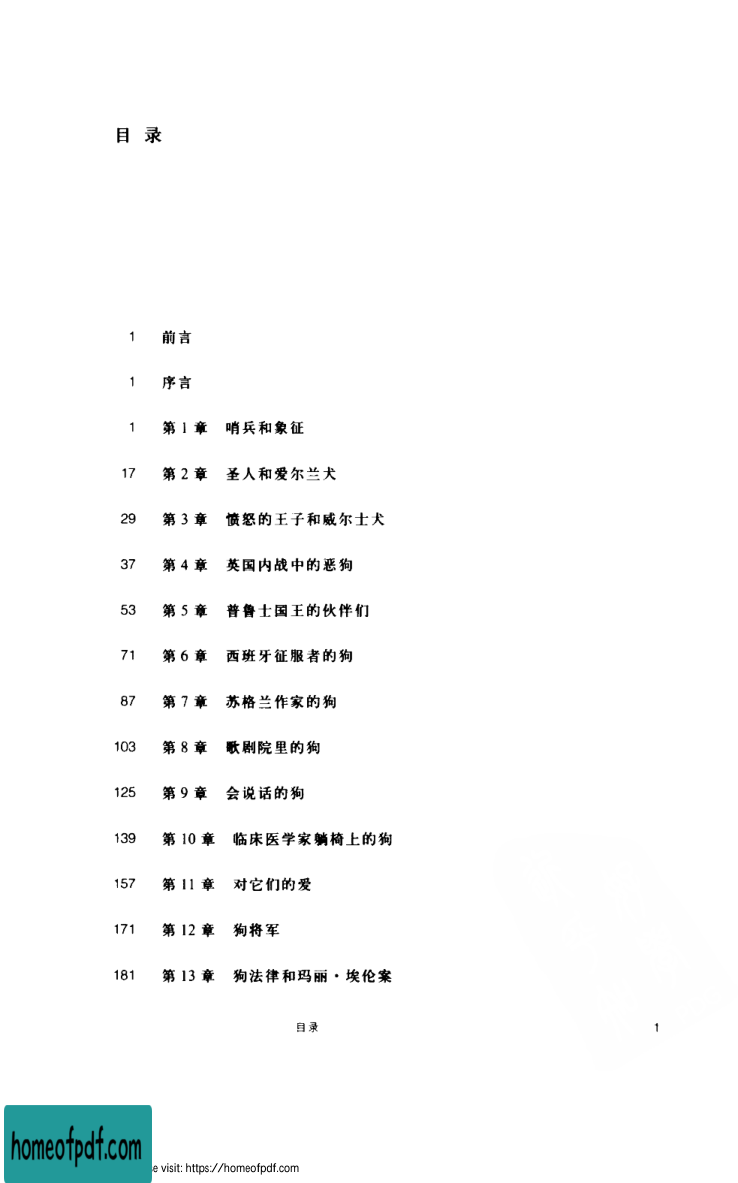 目 录
1 前言
1 序言
1 第 1 章 哨兵和象征
17 第 2 章 圣人和爱尔兰犬
29 第 3 章 愤怒的王子和威尔士犬
37 第 4 章 英国内战中的恶狗
53 第 5 章 普鲁士国王的伙伴们
71 第 6 章 西班牙征服者的狗
87 第 7 章 苏格兰作家的狗
103 第 8 章 歌剧院里的狗
125 第 9 章 会说话的狗
139 第 10 章 临床医学家躺椅上的狗
157 第 11 章 对它们的爱
171 第 12 章 狗将军
181 第 13 章 狗法律和玛丽·埃伦案
目录 1
homeofpdf.com
e visit: https://homeofpdf.com